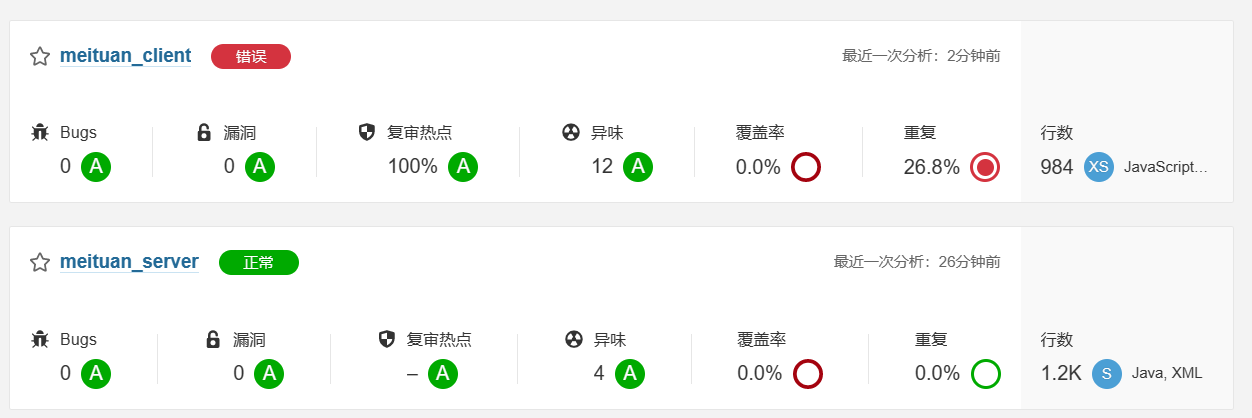 meituan_client 错误 最近一次分析：2分钟前
Bugs 漏洞 复审热点 异味 覆盖率 重复 行数
0 A 0 A 100% A 12 A 0.0% 26.8% 984 XS JavaScript...
meituan_server 正常 最近一次分析：26分钟前
Bugs 漏洞 复审热点 异味 覆盖率 重复 行数
0 A 0 A – A 4 A 0.0% 0.0% 1.2K S Java, XML